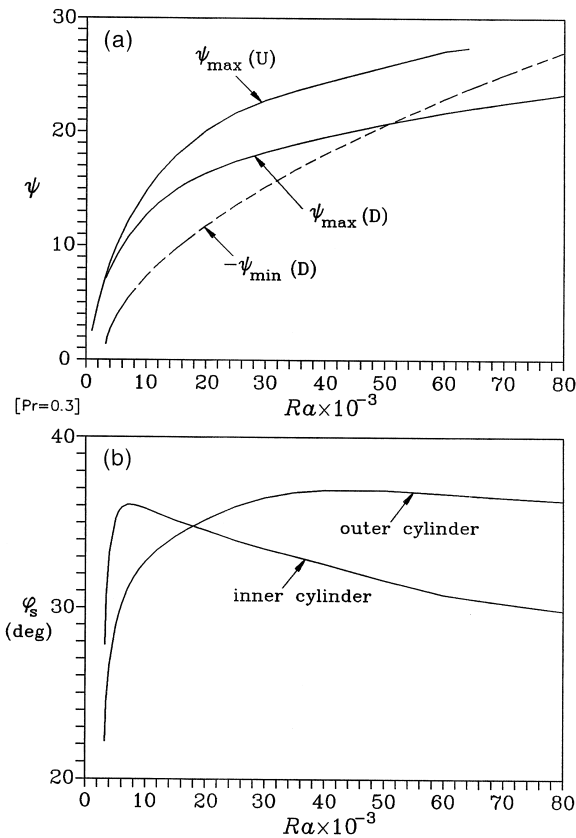 (a)
30
20
10
0
ψ
ψmax (U)
ψmax (D)
−ψmin (D)
0 10 20 30 40 50 60 70 80
[Pr=0.3]
Ra×10⁻³
(b)
40
30
20
φs
(deg)
outer cylinder
inner cylinder
0 10 20 30 40 50 60 70 80
Ra×10⁻³